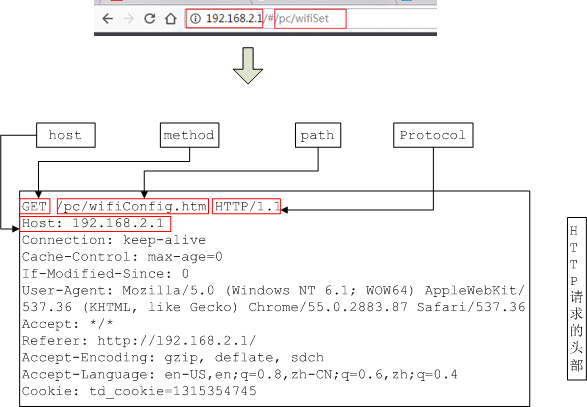 192.168.2.1/#/pc/wifiSet
host
method
path
Protocol
GET /pc/wifiConfig.htm HTTP/1.1
Host: 192.168.2.1
Connection: keep-alive
Cache-Control: max-age=0
If-Modified-Since: 0
User-Agent: Mozilla/5.0 (Windows NT 6.1; WOW64) AppleWebKit/
537.36 (KHTML, like Gecko) Chrome/55.0.2883.87 Safari/537.36
Accept: */*
Referer: http://192.168.2.1/
Accept-Encoding: gzip, deflate, sdch
Accept-Language: en-US,en;q=0.8,zh-CN;q=0.6,zh;q=0.4
Cookie: td_cookie=1315354745
HTTP请求的头部